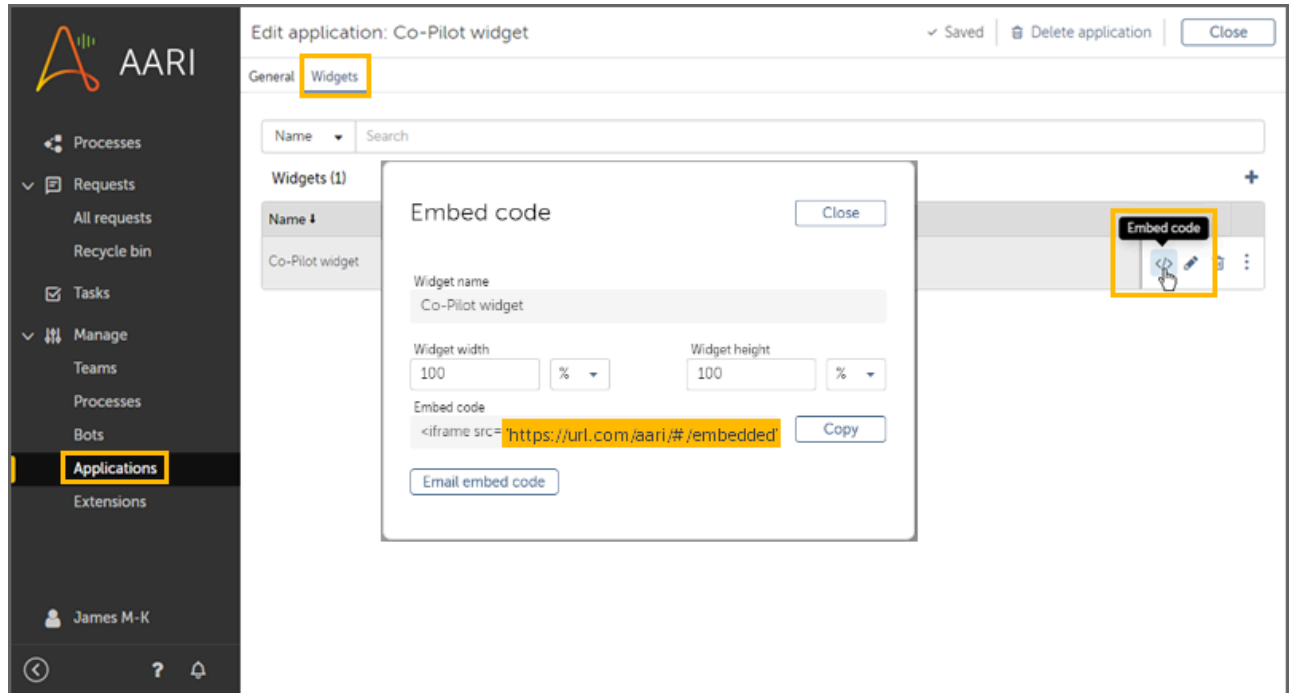 AARI
Processes
Requests
All requests
Recycle bin
Tasks
Manage
Teams
Processes
Bots
Applications
Extensions
James M-K
?
Edit application: Co-Pilot widget
Saved
Delete application
Close
General Widgets
Name Search
Widgets (1)
Name
Embed code
Co-Pilot widget
Embed code Close
Widget name
Co-Pilot widget
Widget width Widget height
100 % 100 %
Embed code
<iframe src= 'https://url.com/aari/#/embedded' Copy
Email embed code